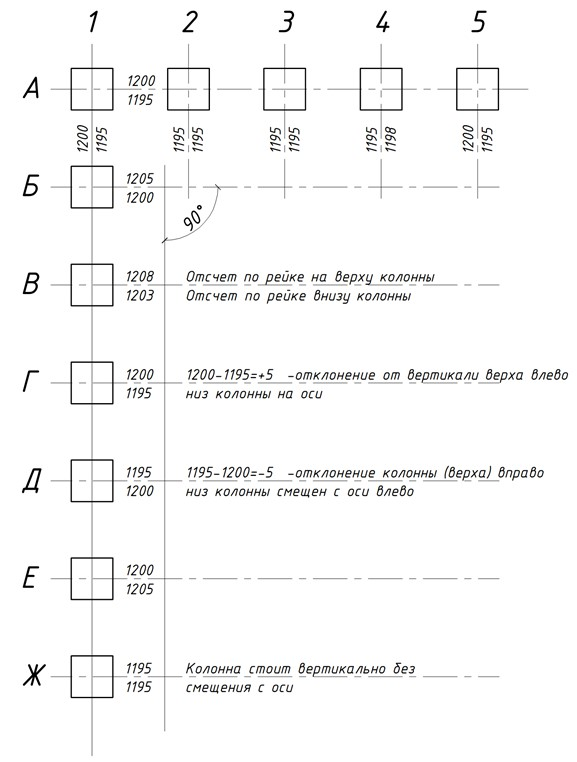 1 2 3 4 5
А 1200
1195
1200 1195 1195 1195 1195 1195 1195 1198 1200 1195
Б 1205
1200
90°
В 1208 Отсчет по рейке на верху колонны
1203 Отсчет по рейке внизу колонны
Г 1200 1200-1195=+5 -отклонение от вертикали верха влево
1195 низ колонны на оси
Д 1195 1195-1200=-5 -отклонение колонны (верха) вправо
1200 низ колонны смещен с оси влево
Е 1200
1205
Ж 1195 Колонна стоит вертикально без
1195 смещения с оси